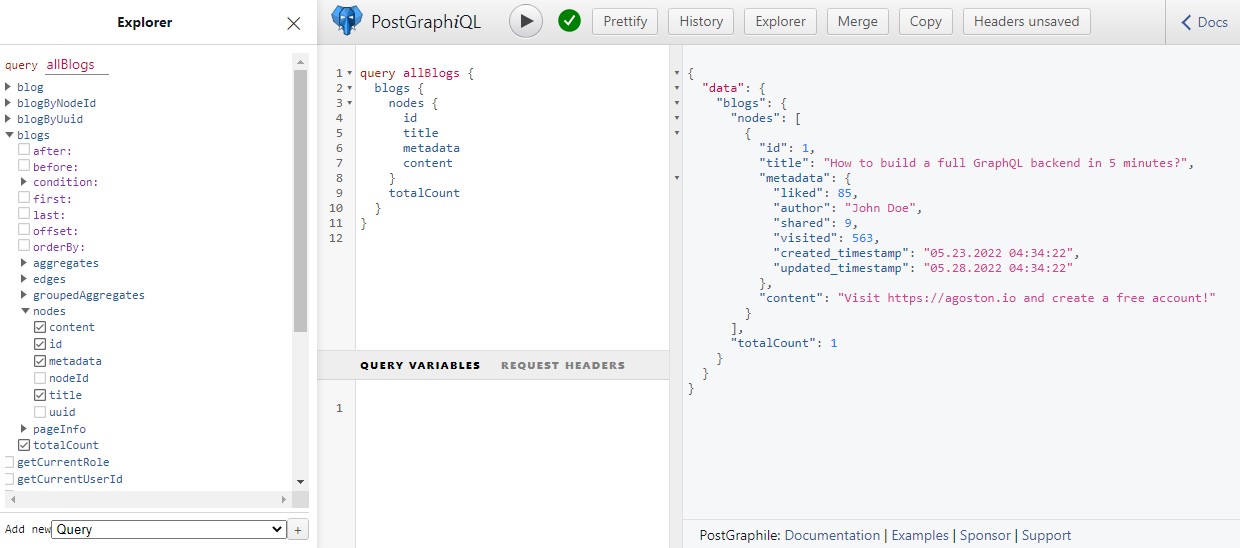 Explorer
query allBlogs
blog
blogByNodeId
blogByUuid
blogs
after:
before:
condition:
first:
last:
offset:
orderBy:
aggregates
edges
groupedAggregates
nodes
content
id
metadata
nodeId
title
uuid
pageInfo
totalCount
getCurrentRole
getCurrentUserId
Add new Query +
PostGraphiQL Prettify History Explorer Merge Copy Headers unsaved Docs
1 query allBlogs {
2 blogs {
3 nodes {
4 id
5 title
6 metadata
7 content
8 }
9 totalCount
10 }
11 }
12
QUERY VARIABLES REQUEST HEADERS
1
{
"data": {
"blogs": {
"nodes": [
{
"id": 1,
"title": "How to build a full GraphQL backend in 5 minutes?",
"metadata": {
"liked": 85,
"author": "John Doe",
"shared": 9,
"visited": 563,
"created_timestamp": "05.23.2022 04:34:22",
"updated_timestamp": "05.28.2022 04:34:22"
},
"content": "Visit https://agoston.io and create a free account!"
}
],
"totalCount": 1
}
}
}
PostGraphile: Documentation | Examples | Sponsor | Support